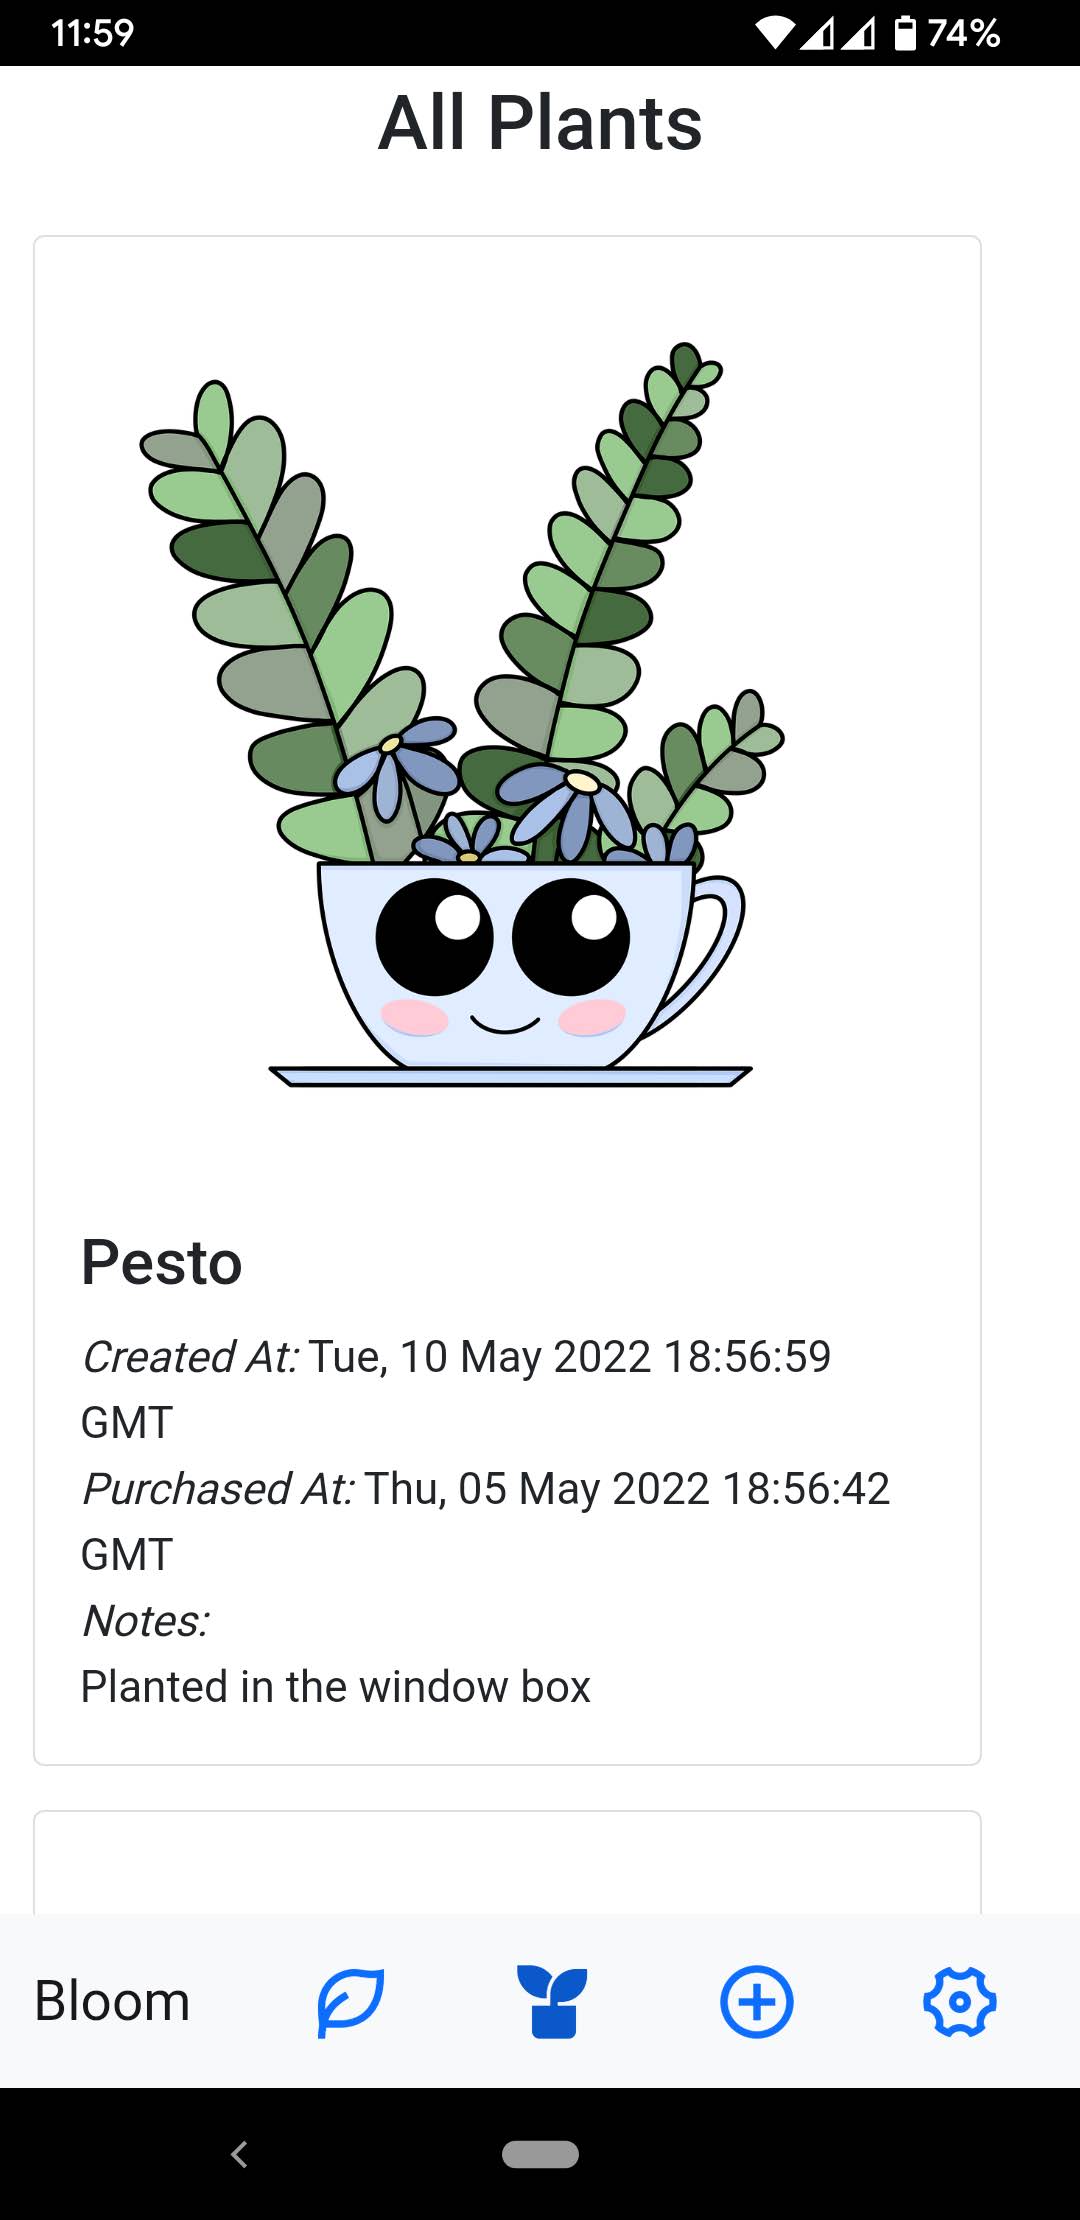 11:59
74%
All Plants
Pesto
Created At: Tue, 10 May 2022 18:56:59
GMT
Purchased At: Thu, 05 May 2022 18:56:42
GMT
Notes:
Planted in the window box
Bloom